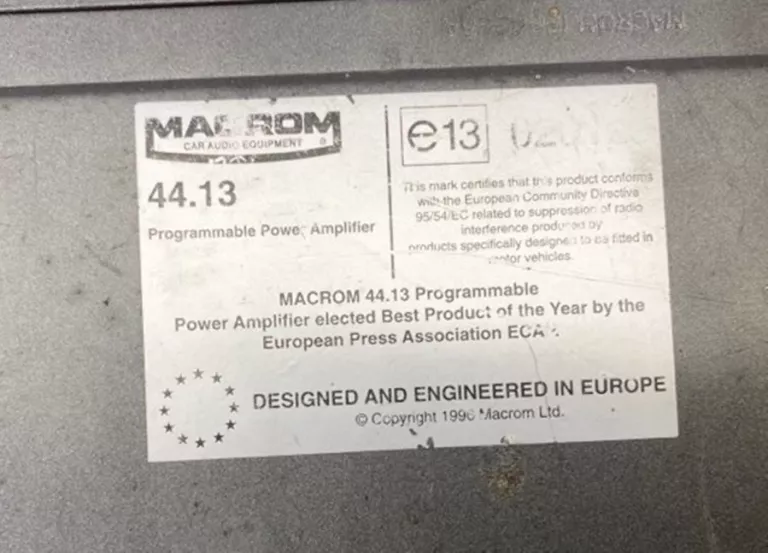 MACROM
CAR AUDIO EQUIPMENT ®
44.13
Programmable Power Amplifier
e13
This mark certifies that this product conforms
with the European Community Directive
95/54/EC related to suppression of radio
interference produced by
products specifically designed to be fitted in
motor vehicles.
MACROM 44.13 Programmable
Power Amplifier elected Best Product of the Year by the
European Press Association ECA
DESIGNED AND ENGINEERED IN EUROPE
© Copyright 1996 Macrom Ltd.